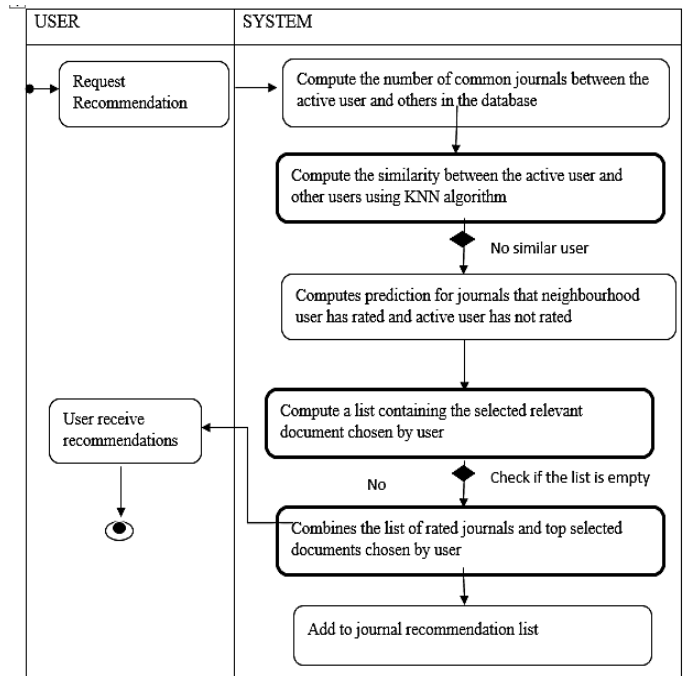 USER
SYSTEM
Request
Recommendation
Compute the number of common journals between the
active user and others in the database
Compute the similarity between the active user and
other users using KNN algorithm
No similar user
Computes prediction for journals that neighbourhood
user has rated and active user has not rated
Compute a list containing the selected relevant
document chosen by user
User receive
recommendations
Check if the list is empty
No
Combines the list of rated journals and top selected
documents chosen by user
Add to journal recommendation list